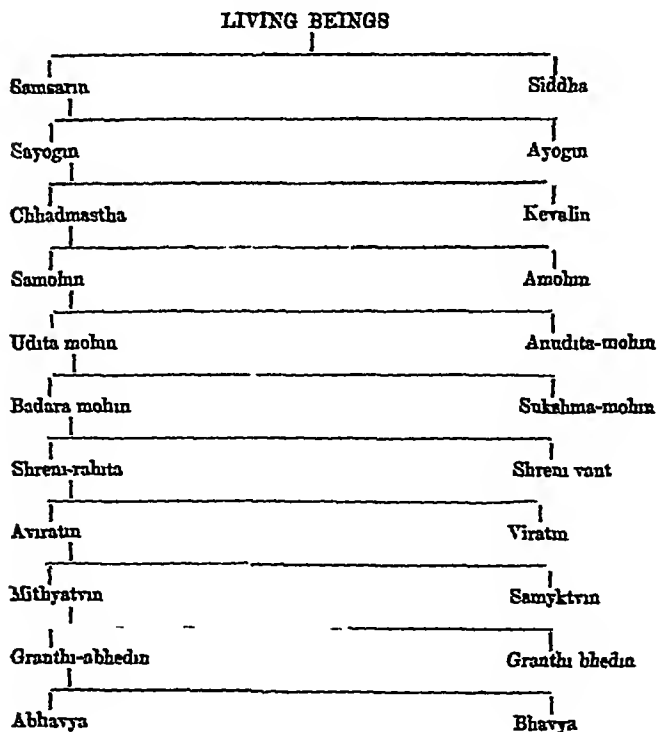 LIVING BEINGS
Samsarin Siddha
Sayogin Ayogin
Chhadmastha Kevalin
Samohin Amohin
Udita mohin Anudita-mohin
Badara mohin Sukshma-mohin
Shreni-rahita Shreni vant
Aviratin Viratin
Mithyatvin Samyktvin
Granthi-abhedin Granthi bhedin
Abhavya Bhavya